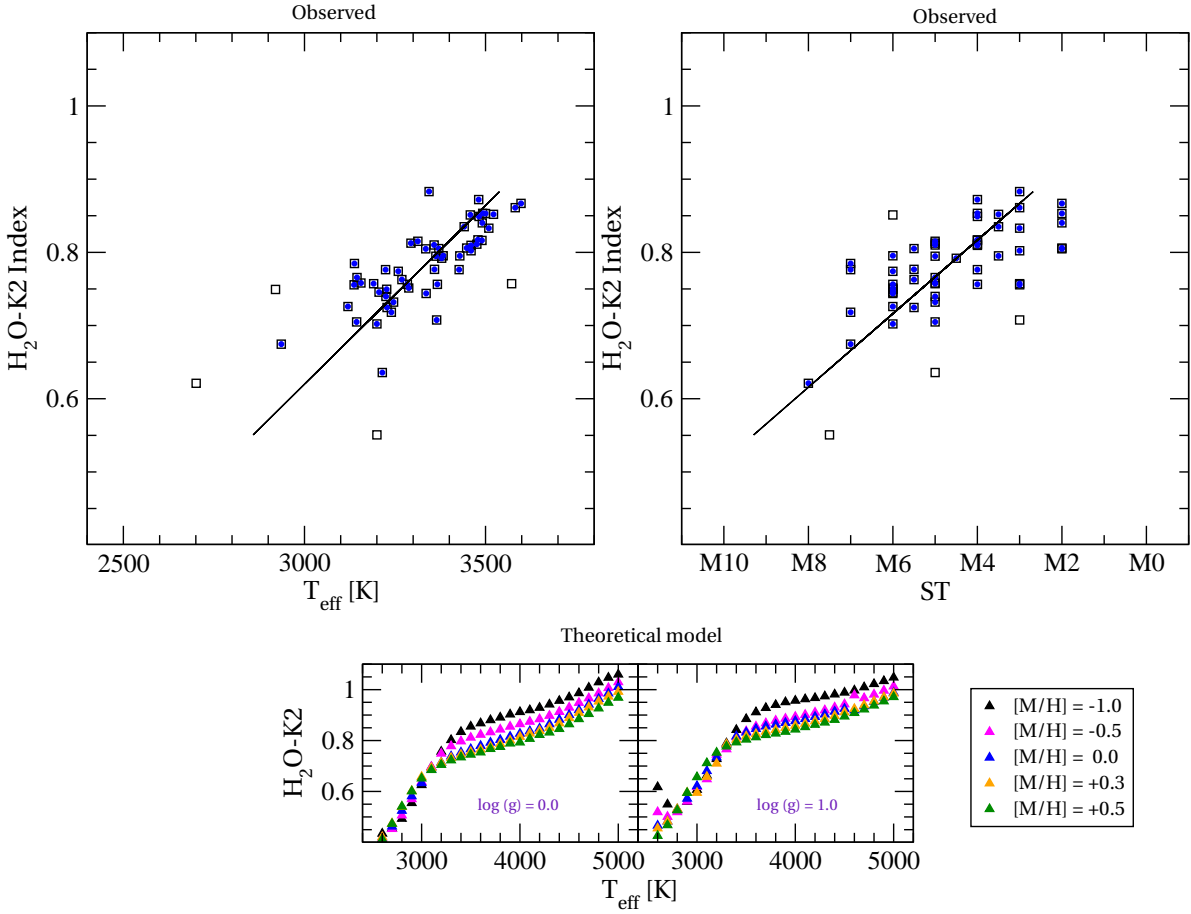 Observed
Observed
1
0.8
0.6
H2O-K2 Index
2500
3000
3500
Teff [K]
1
0.8
0.6
H2O-K2 Index
M10
M8
M6
M4
M2
M0
ST
Theoretical model
1
0.8
0.6
H2O-K2
log (g) = 0.0
log (g) = 1.0
3000
4000
5000
3000
4000
5000
Teff [K]
[M/H] = -1.0
[M/H] = -0.5
[M/H] = 0.0
[M/H] = +0.3
[M/H] = +0.5